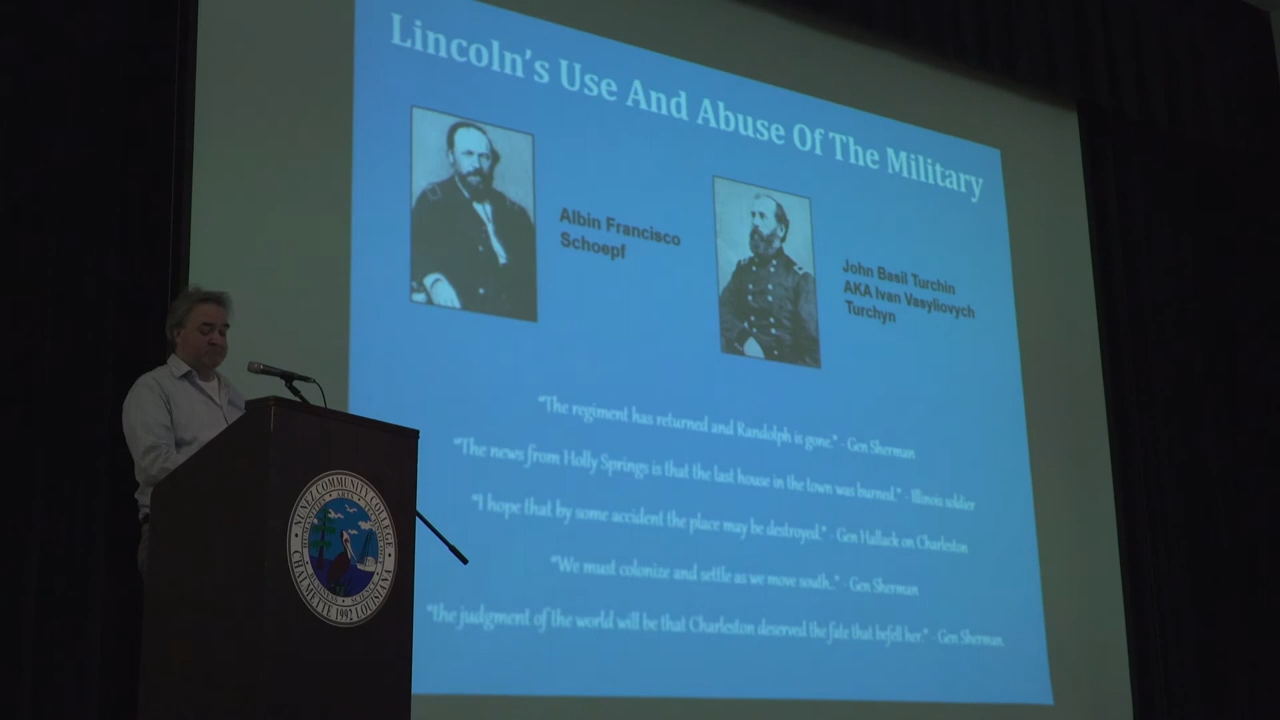 Lincoln's Use And Abuse Of The Military
Albin Francisco
Schoepf
John Basil Turchin
AKA Ivan Vasyliovych
Turchyn
"The regiment has returned and Randolph is gone." - Gen Sherman
"The news from Holly Springs is that the last house in the town was burned." - Illinois soldier
"I hope that by some accident the place may be destroyed." - Gen Hallack on Charleston
"We must colonize and settle as we move south." - Gen Sherman
"the judgment of the world will be that Charleston deserved the fate that befell her." - Gen Sherman.
NUNEZ COMMUNITY COLLEGE
CHALMETTE 1992 LOUISIANA